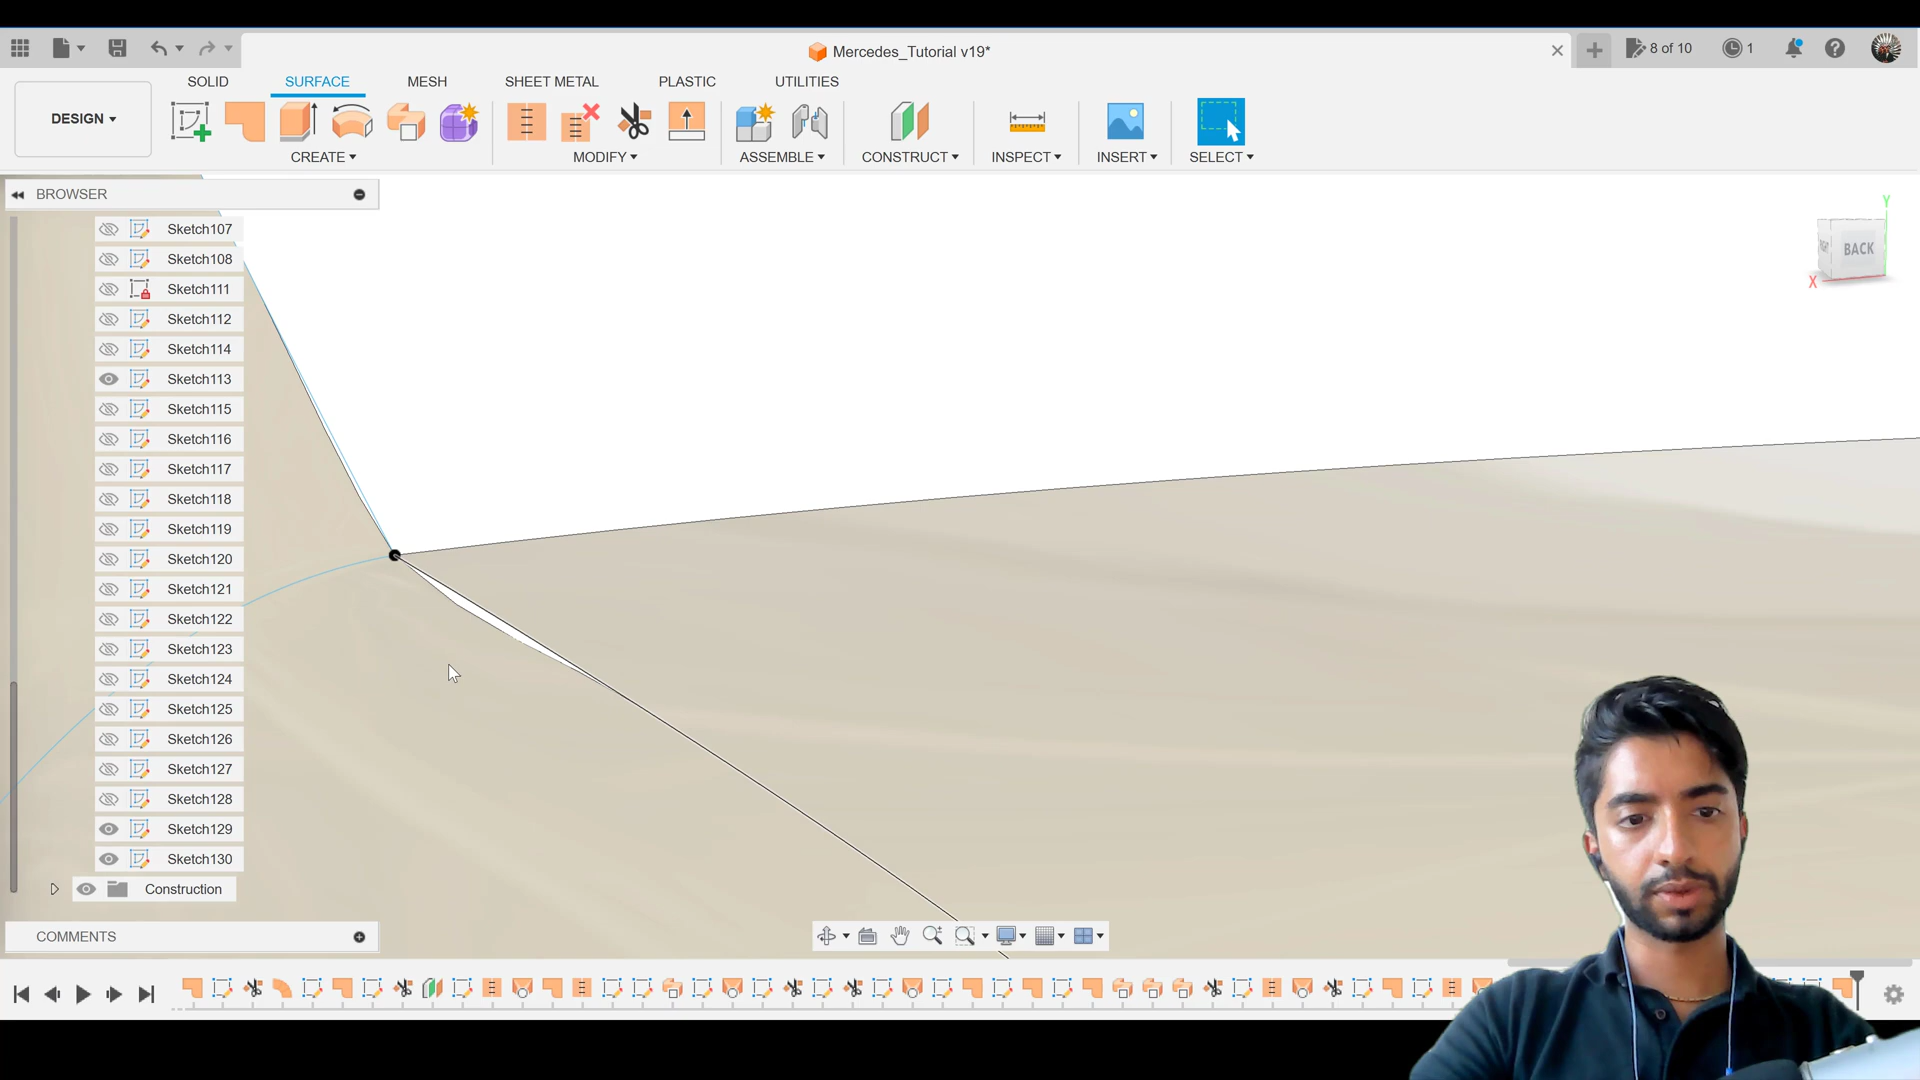 Mercedes_Tutorial v19*
8 of 10
1
SOLID
SURFACE
MESH
SHEET METAL
PLASTIC
UTILITIES
DESIGN
CREATE
MODIFY
ASSEMBLE
CONSTRUCT
INSPECT
INSERT
SELECT
BROWSER
Sketch107
Sketch108
Sketch111
Sketch112
Sketch114
Sketch113
Sketch115
Sketch116
Sketch117
Sketch118
Sketch119
Sketch120
Sketch121
Sketch122
Sketch123
Sketch124
Sketch125
Sketch126
Sketch127
Sketch128
Sketch129
Sketch130
Construction
COMMENTS
Y
RIGHT
BACK
X